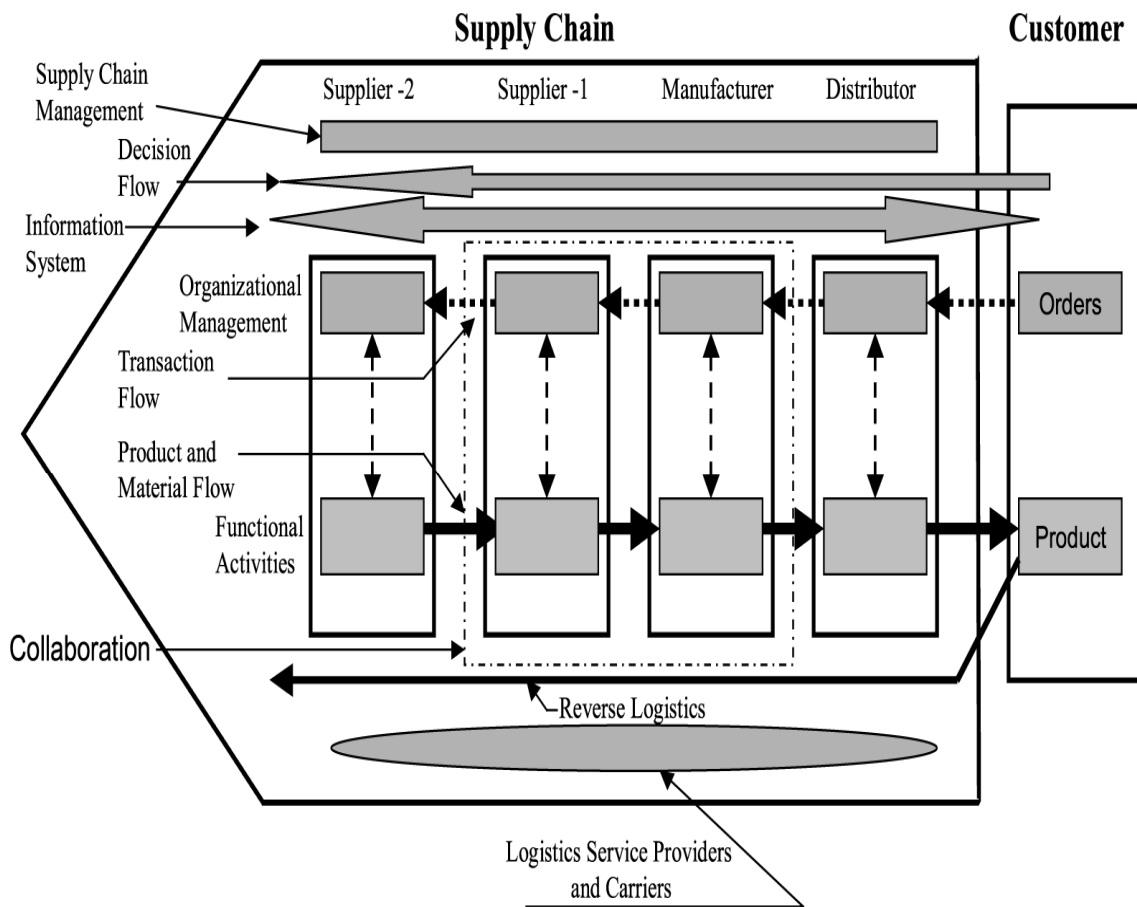 Supply Chain
Customer
Supply Chain
Management
Supplier -2
Supplier -1
Manufacturer
Distributor
Decision
Flow
Information
System
Organizational
Management
Orders
Transaction
Flow
Product and
Material Flow
Functional
Activities
Product
Collaboration
Reverse Logistics
Logistics Service Providers
and Carriers